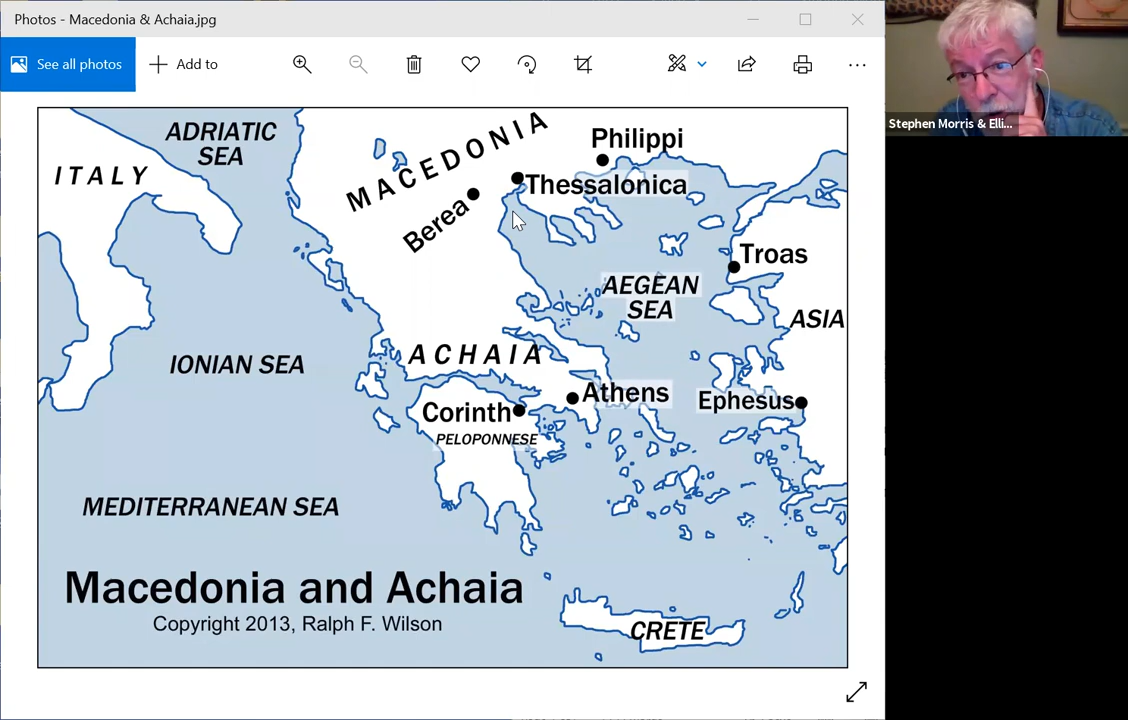 Photos - Macedonia & Achaia.jpg
See all photos
Add to
Stephen Morris & Elli...
ADRIATIC
SEA
ITALY
MACEDONIA
Philippi
Thessalonica
Berea
Troas
AEGEAN
SEA
ASIA
IONIAN SEA
ACHAIA
Athens
Corinth
Ephesus
PELOPONNESE
MEDITERRANEAN SEA
Macedonia and Achaia
Copyright 2013, Ralph F. Wilson
CRETE